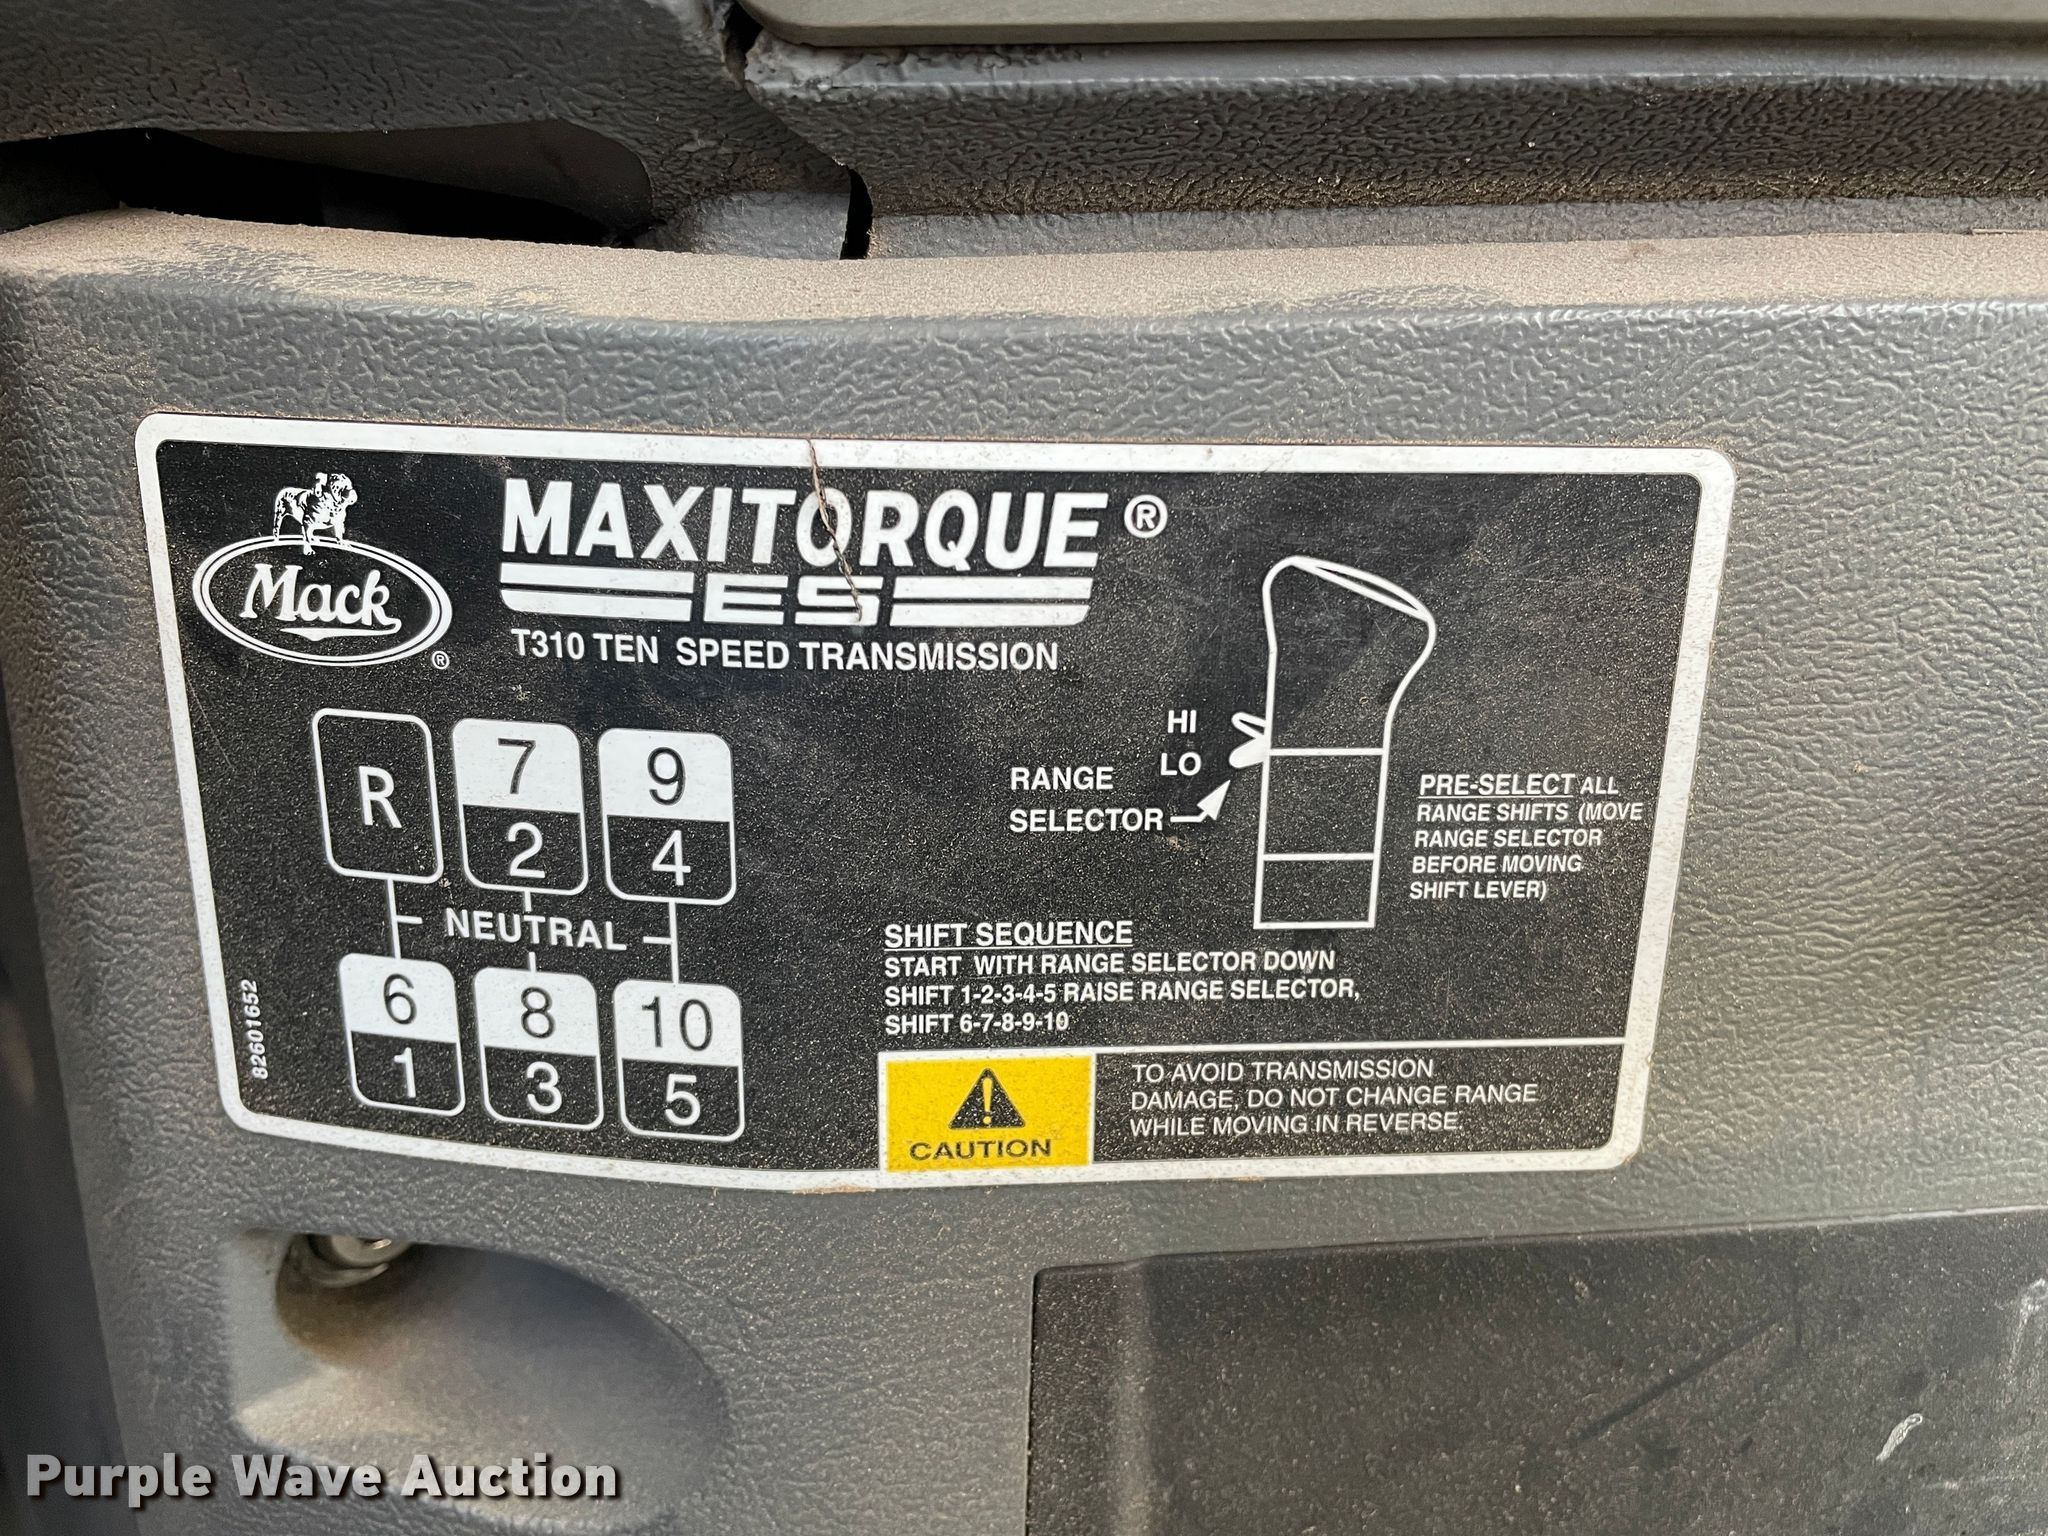 Mack
®
MAXITORQUE®
ES
T310 TEN SPEED TRANSMISSION
R
7
2
9
4
NEUTRAL
6
1
8
3
10
5
82601652
HI
LO
RANGE
SELECTOR
PRE-SELECT ALL
RANGE SHIFTS (MOVE
RANGE SELECTOR
BEFORE MOVING
SHIFT LEVER)
SHIFT SEQUENCE
START WITH RANGE SELECTOR DOWN
SHIFT 1-2-3-4-5 RAISE RANGE SELECTOR,
SHIFT 6-7-8-9-10
CAUTION
TO AVOID TRANSMISSION
DAMAGE, DO NOT CHANGE RANGE
WHILE MOVING IN REVERSE.
Purple Wave Auction